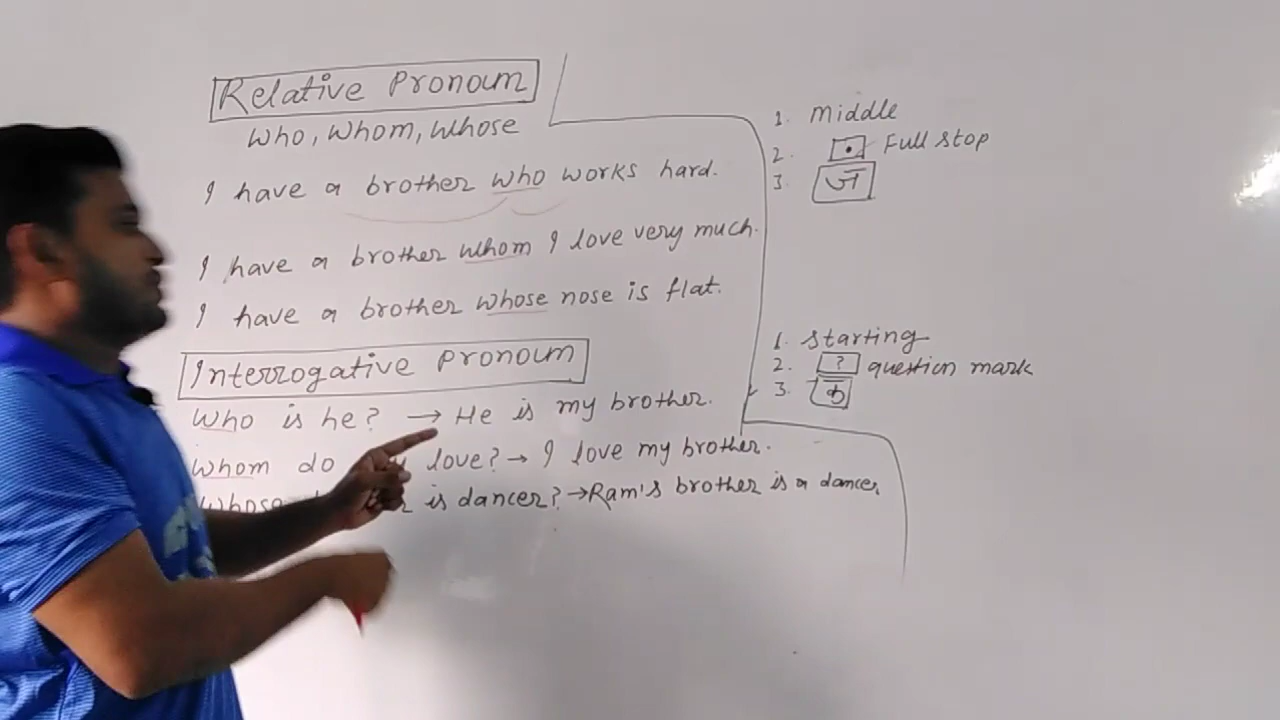 Relative Pronoun
Who, Whom, Whose
I have a brother who works hard.
I have a brother whom I love very much.
I have a brother whose nose is flat.
Interrogative Pronoun
Who is he? → He is my brother.
Whom do love? → I love my brother.
Whose is dancer? → Ram's brother is a dancer.
1. Middle
2. . Full stop
3. ज
1. Starting
2. ? question mark
3. क